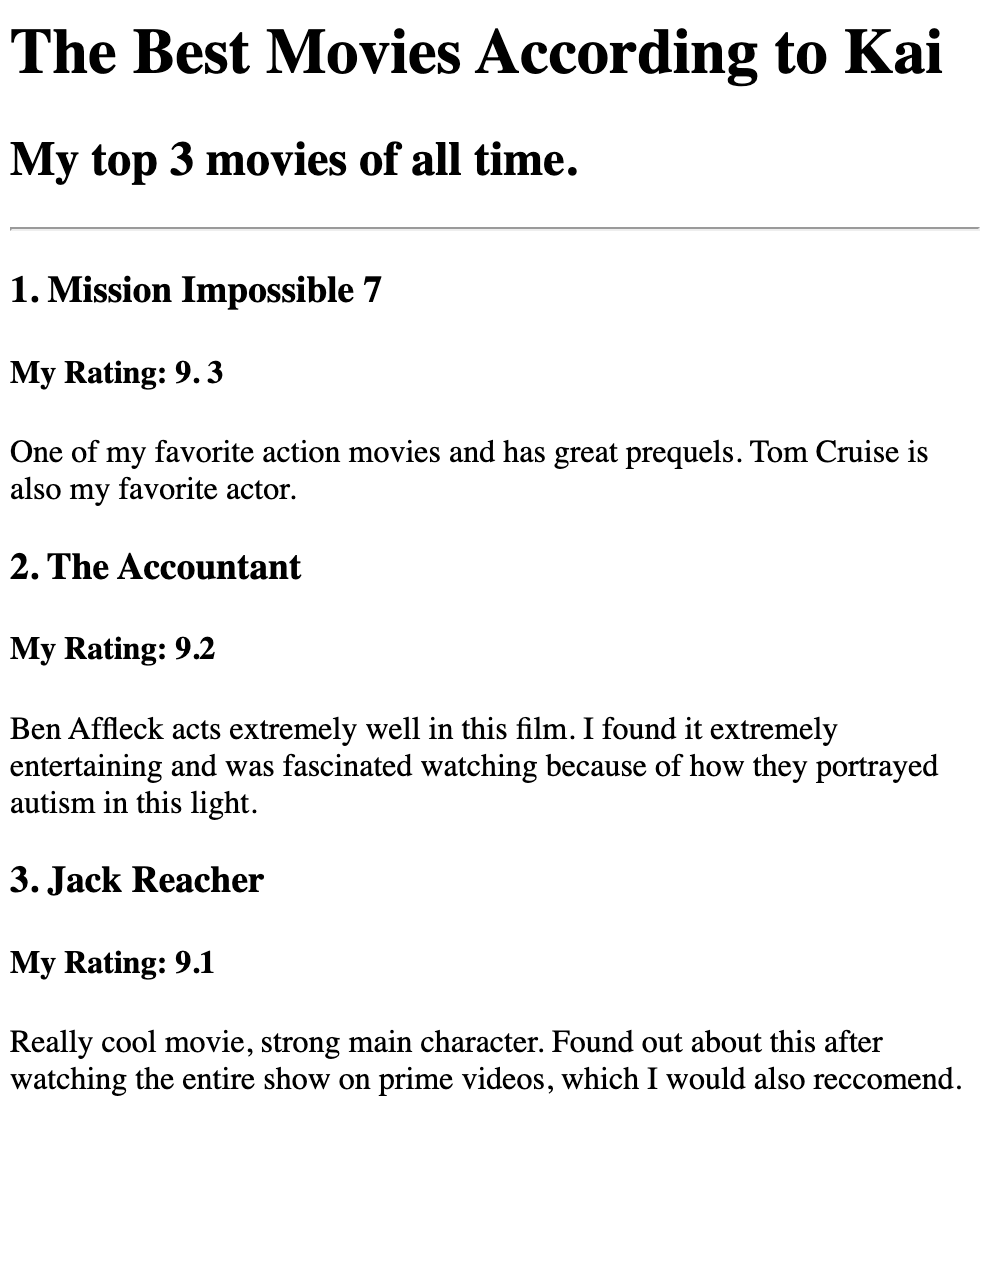 The Best Movies According to Kai
My top 3 movies of all time.
1. Mission Impossible 7
My Rating: 9. 3
One of my favorite action movies and has great prequels. Tom Cruise is
also my favorite actor.
2. The Accountant
My Rating: 9.2
Ben Affleck acts extremely well in this film. I found it extremely
entertaining and was fascinated watching because of how they portrayed
autism in this light.
3. Jack Reacher
My Rating: 9.1
Really cool movie, strong main character. Found out about this after
watching the entire show on prime videos, which I would also reccomend.